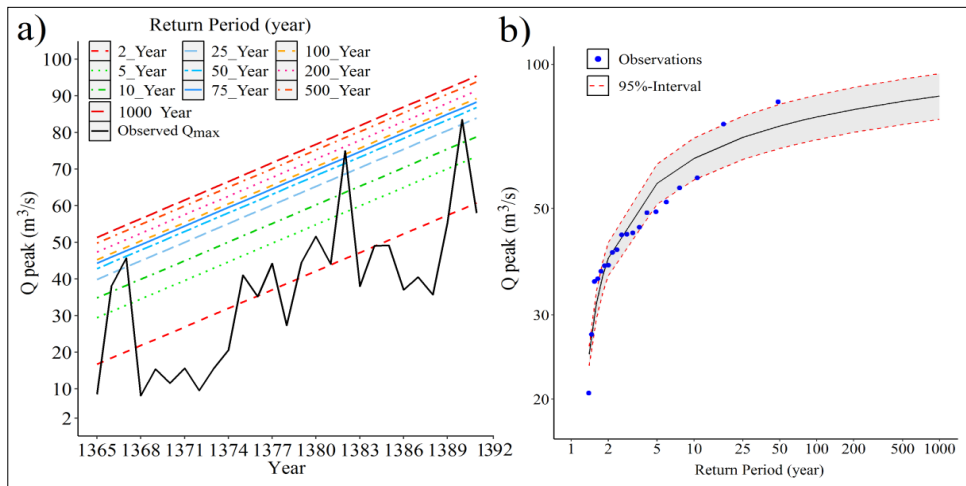 a)
Return Period (year)
2_Year
25_Year
100_Year
5_Year
50_Year
200_Year
10_Year
75_Year
500_Year
1000 Year
Observed Qmax
Q peak (m³/s)
100
90
80
70
60
50
40
30
20
10
2
1365 1368 1371 1374 1377 1380 1383 1386 1389 1392
Year
b)
Observations
95%-Interval
Q peak (m³/s)
100
50
30
20
1 2 5 10 25 50 100 200 500 1000
Return Period (year)